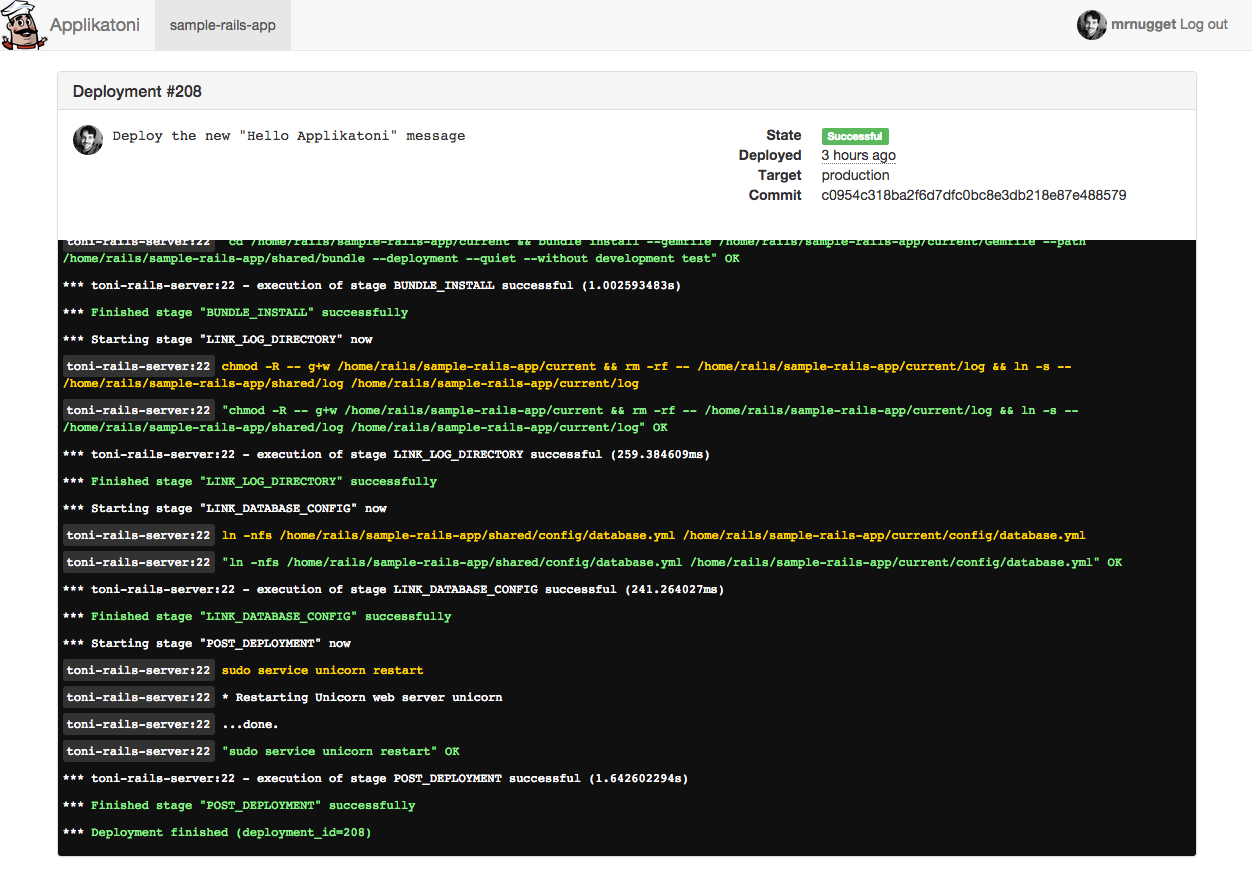 Applikatoni
sample-rails-app
mrnugget Log out
Deployment #208
Deploy the new "Hello Applikatoni" message
State Successful
Deployed 3 hours ago
Target production
Commit c0954c318ba2f6d7dfc0bc8e3db218e87e488579
toni-rails-server:22 "cd /home/rails/sample-rails-app/current && bundle install --gemfile /home/rails/sample-rails-app/current/Gemfile --path
/home/rails/sample-rails-app/shared/bundle --deployment --quiet --without development test" OK
*** toni-rails-server:22 - execution of stage BUNDLE_INSTALL successful (1.002593483s)
*** Finished stage "BUNDLE_INSTALL" successfully
*** Starting stage "LINK_LOG_DIRECTORY" now
toni-rails-server:22 chmod -R -- g+w /home/rails/sample-rails-app/current && rm -rf -- /home/rails/sample-rails-app/current/log && ln -s --
/home/rails/sample-rails-app/shared/log /home/rails/sample-rails-app/current/log
toni-rails-server:22 "chmod -R -- g+w /home/rails/sample-rails-app/current && rm -rf -- /home/rails/sample-rails-app/current/log && ln -s --
/home/rails/sample-rails-app/shared/log /home/rails/sample-rails-app/current/log" OK
*** toni-rails-server:22 - execution of stage LINK_LOG_DIRECTORY successful (259.384609ms)
*** Finished stage "LINK_LOG_DIRECTORY" successfully
*** Starting stage "LINK_DATABASE_CONFIG" now
toni-rails-server:22 ln -nfs /home/rails/sample-rails-app/shared/config/database.yml /home/rails/sample-rails-app/current/config/database.yml
toni-rails-server:22 "ln -nfs /home/rails/sample-rails-app/shared/config/database.yml /home/rails/sample-rails-app/current/config/database.yml" OK
*** toni-rails-server:22 - execution of stage LINK_DATABASE_CONFIG successful (241.264027ms)
*** Finished stage "LINK_DATABASE_CONFIG" successfully
*** Starting stage "POST_DEPLOYMENT" now
toni-rails-server:22 sudo service unicorn restart
toni-rails-server:22 * Restarting Unicorn web server unicorn
toni-rails-server:22 ...done.
toni-rails-server:22 "sudo service unicorn restart" OK
*** toni-rails-server:22 - execution of stage POST_DEPLOYMENT successful (1.642602294s)
*** Finished stage "POST_DEPLOYMENT" successfully
*** Deployment finished (deployment_id=208)